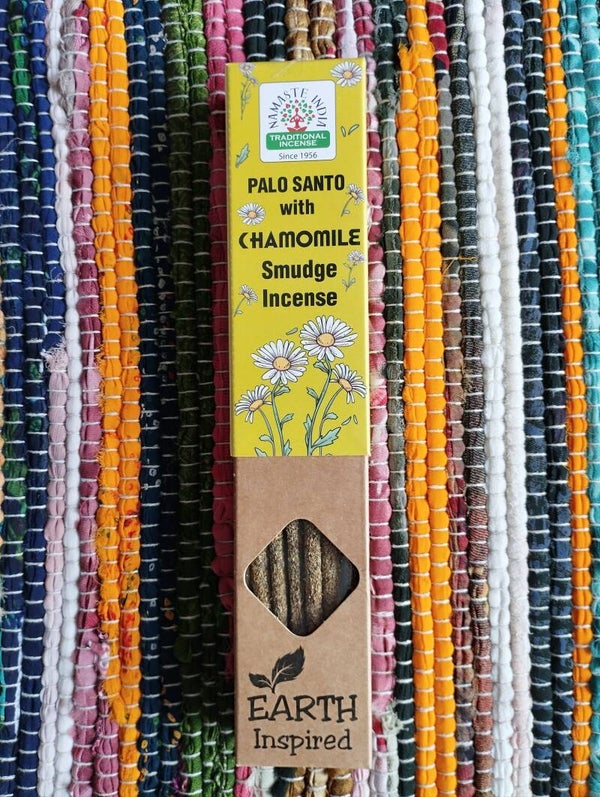 NAMASTE INDIA
TRADITIONAL
INCENSE
Since 1956
PALO SANTO
with
CHAMOMILE
Smudge
Incense
EARTH
Inspired